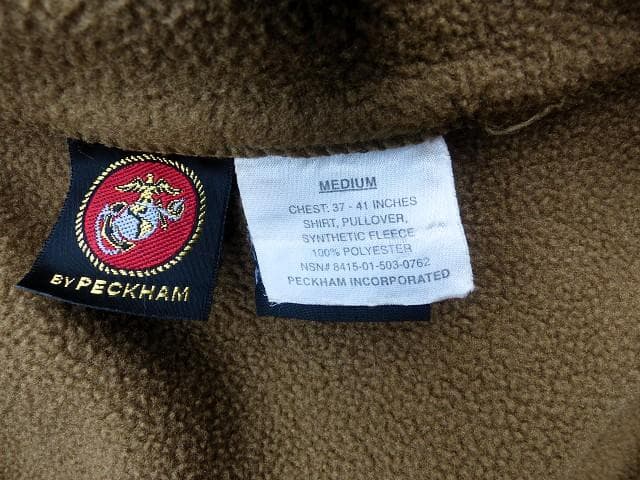 BY PECKHAM
MEDIUM
CHEST: 37 - 41 INCHES
SHIRT, PULLOVER,
SYNTHETIC FLEECE
100% POLYESTER
NSN# 8415-01-503-0762
PECKHAM INCORPORATED